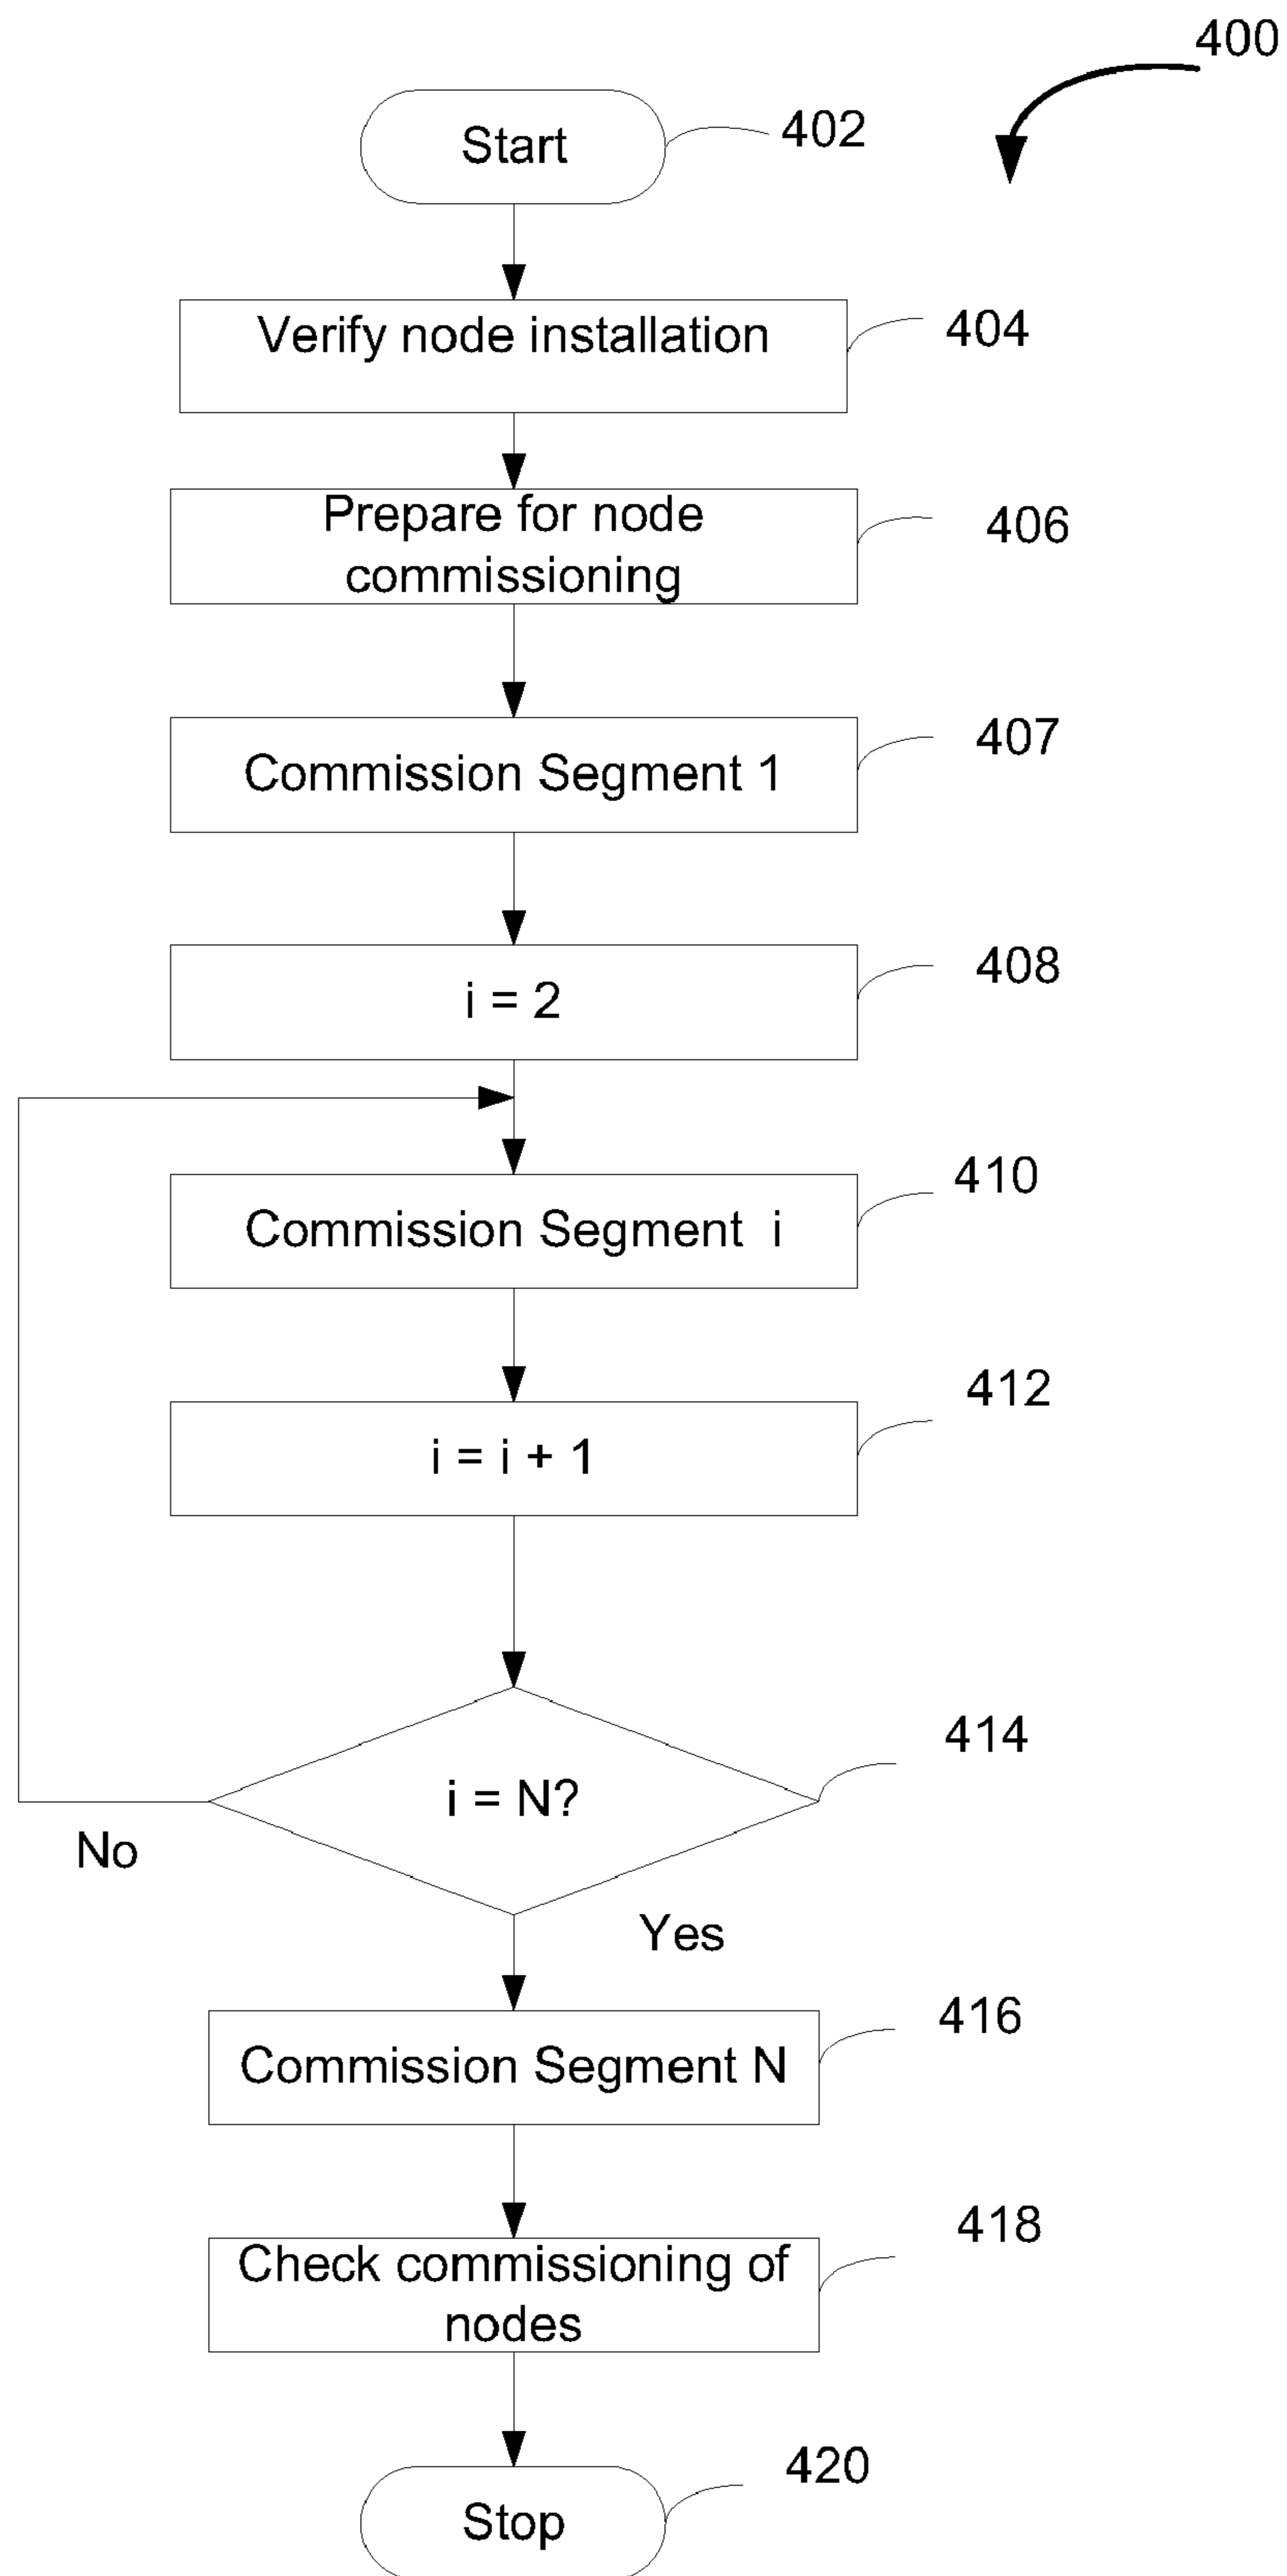 400
Start
402
Verify node installation
404
Prepare for node
commissioning
406
Commission Segment 1
407
i = 2
408
Commission Segment i
410
i = i + 1
412
i = N?
414
No
Yes
Commission Segment N
416
Check commissioning of
nodes
418
Stop
420